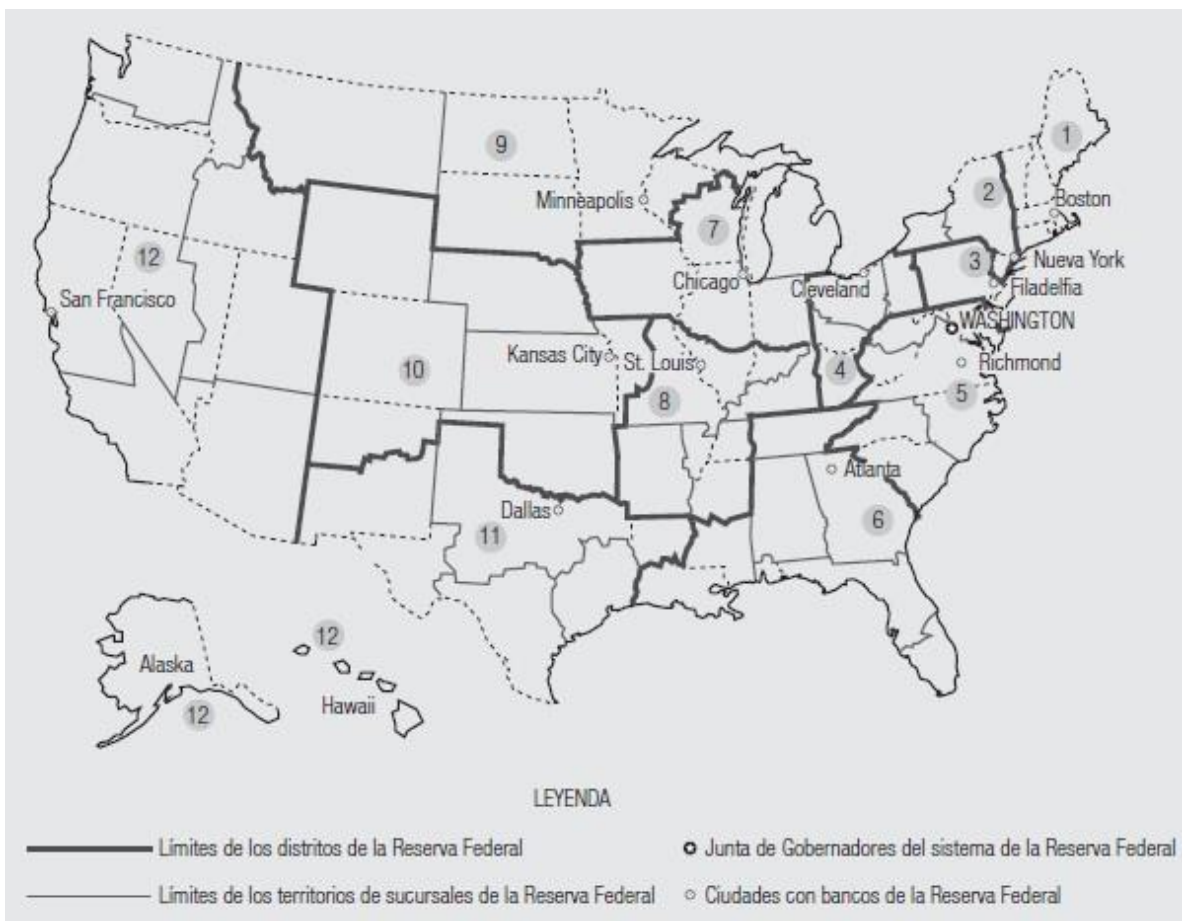 1
9
2
Minneapolis
Boston
7
12
3
Nueva York
Chicago
Cleveland
San Francisco
Filadelfia
WASHINGTON
Kansas City
St. Louis
Richmond
10
4
8
5
Atlanta
Dallas
6
11
12
Alaska
Hawaii
12
LEYENDA
Límites de los distritos de la Reserva Federal
Junta de Gobernadores del sistema de la Reserva Federal
Límites de los territorios de sucursales de la Reserva Federal
Ciudades con bancos de la Reserva Federal